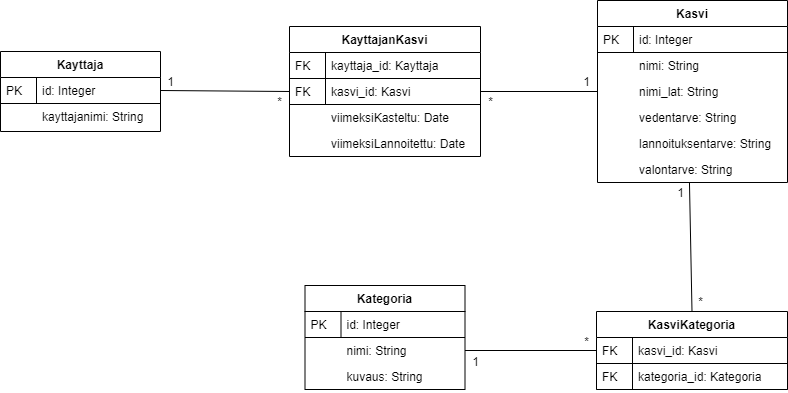 Kayttaja
PK id: Integer
kayttajanimi: String
1
*
KayttajanKasvi
FK kayttaja_id: Kayttaja
FK kasvi_id: Kasvi
viimeksiKasteltu: Date
viimeksiLannoitettu: Date
*
1
Kasvi
PK id: Integer
nimi: String
nimi_lat: String
vedentarve: String
lannoituksentarve: String
valontarve: String
1
*
Kategoria
PK id: Integer
nimi: String
kuvaus: String
1
*
KasviKategoria
FK kasvi_id: Kasvi
FK kategoria_id: Kategoria